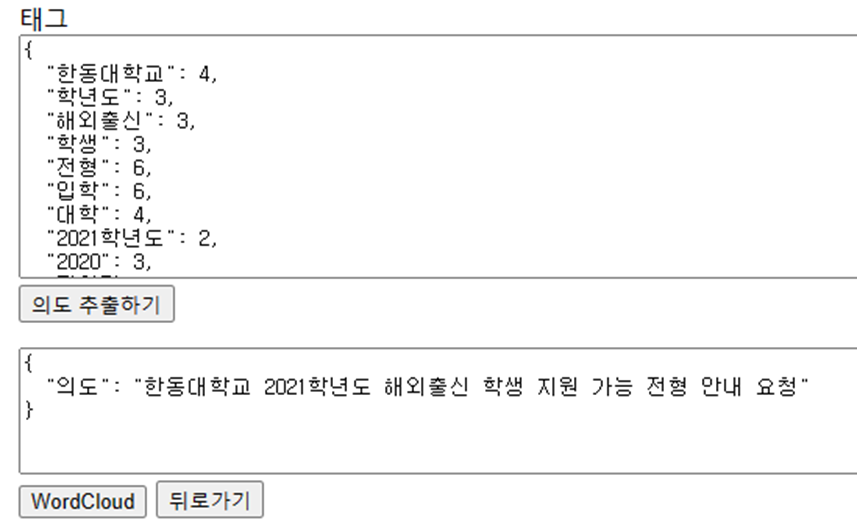 태그
{
"한동대학교": 4,
"학년도": 3,
"해외출신": 3,
"학생": 3,
"전형": 6,
"입학": 6,
"대학": 4,
"2021학년도": 2,
"2020": 3,
의도 추출하기
{
"의도": "한동대학교 2021학년도 해외출신 학생 지원 가능 전형 안내 요청"
}
WordCloud 뒤로가기